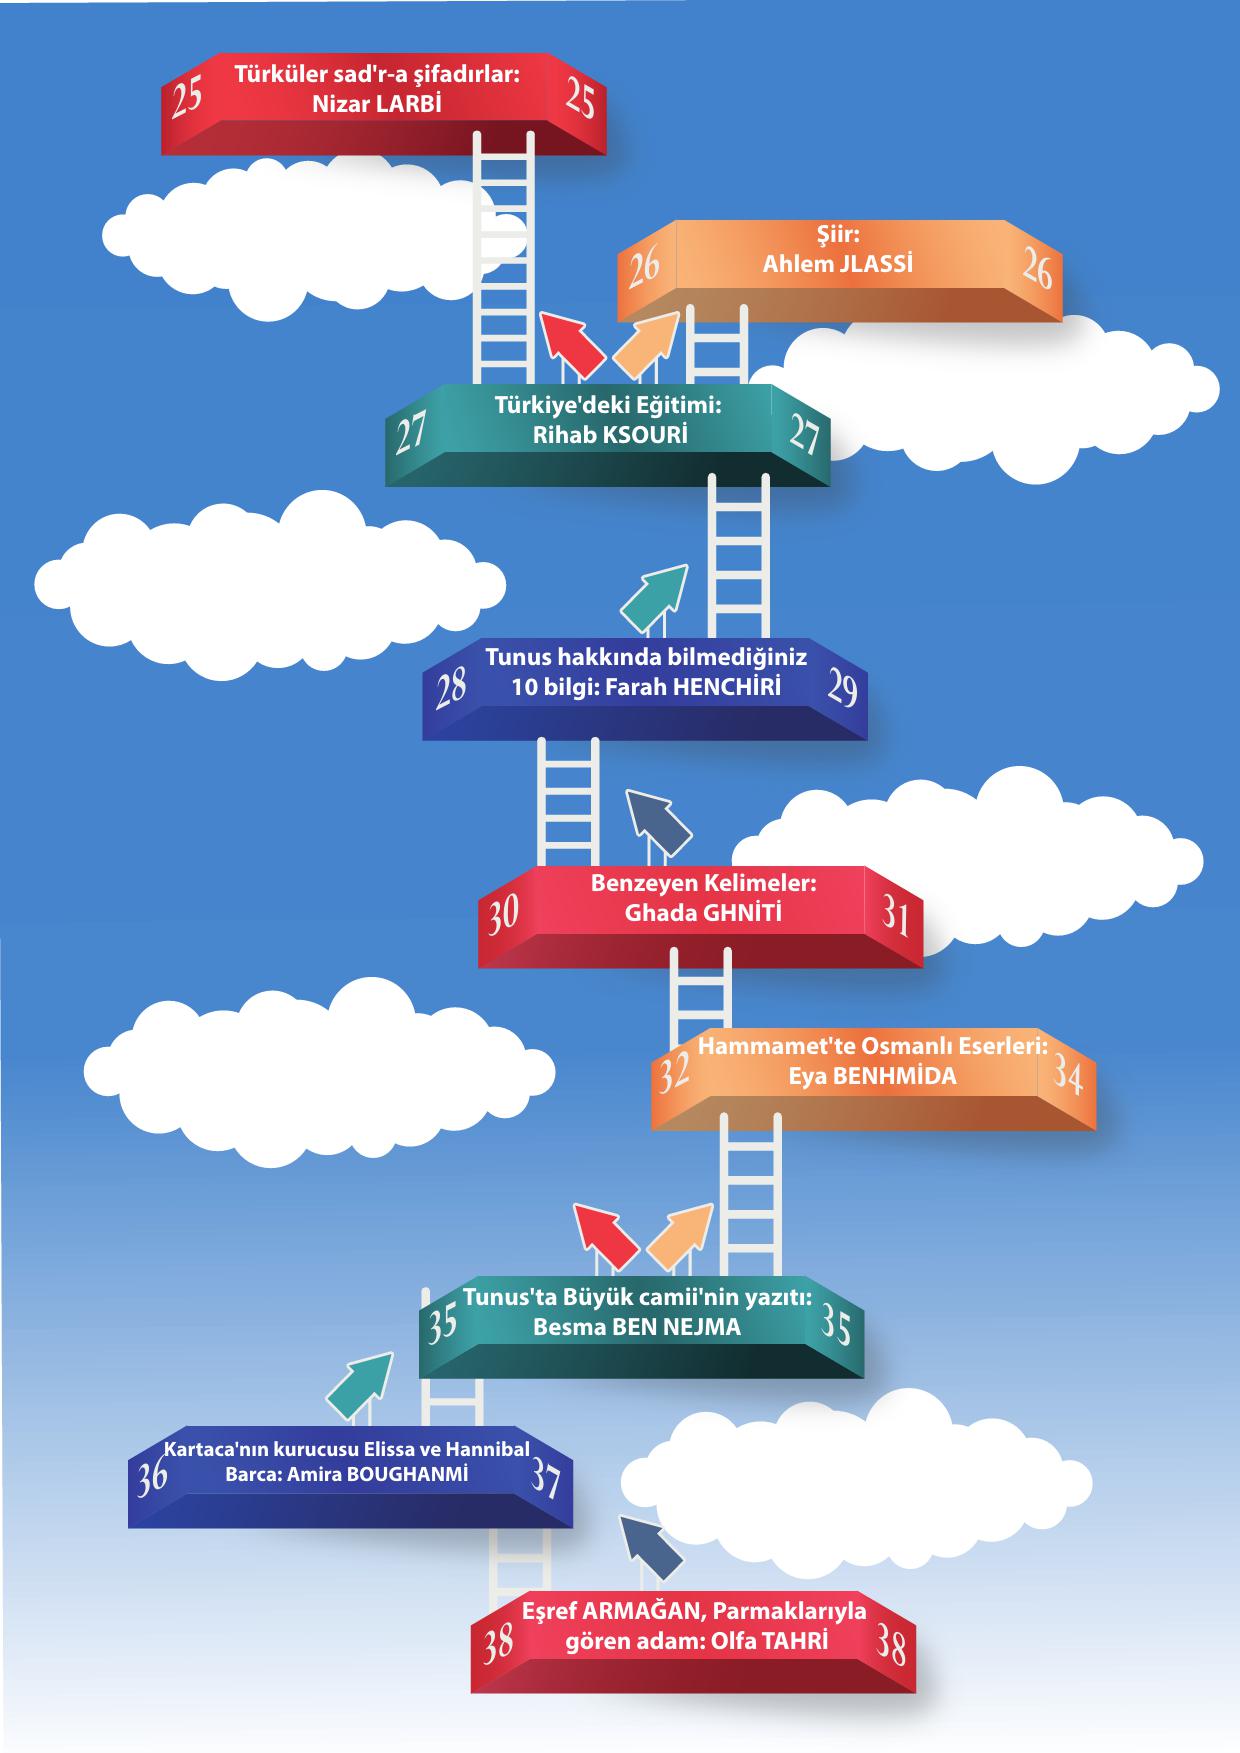 25 Türküler sad'r-a şifadırlar: 25
Nizar LARBİ
26 Şiir: 26
Ahlem JLASSİ
27 Türkiye'deki Eğitimi: 27
Rihab KSOURİ
28 Tunus hakkında bilmediğiniz 29
10 bilgi: Farah HENCHİRİ
30 Benzeyen Kelimeler: 31
Ghada GHNİTİ
32 Hammamet'te Osmanlı Eserleri: 34
Eya BENHMİDA
35 Tunus'ta Büyük camii'nin yazıtı: 35
Besma BEN NEJMA
36 Kartaca'nın kurucusu Elissa ve Hannibal 37
Barca: Amira BOUGHANMİ
38 Eşref ARMAĞAN, Parmaklarıyla 38
gören adam: Olfa TAHRİ